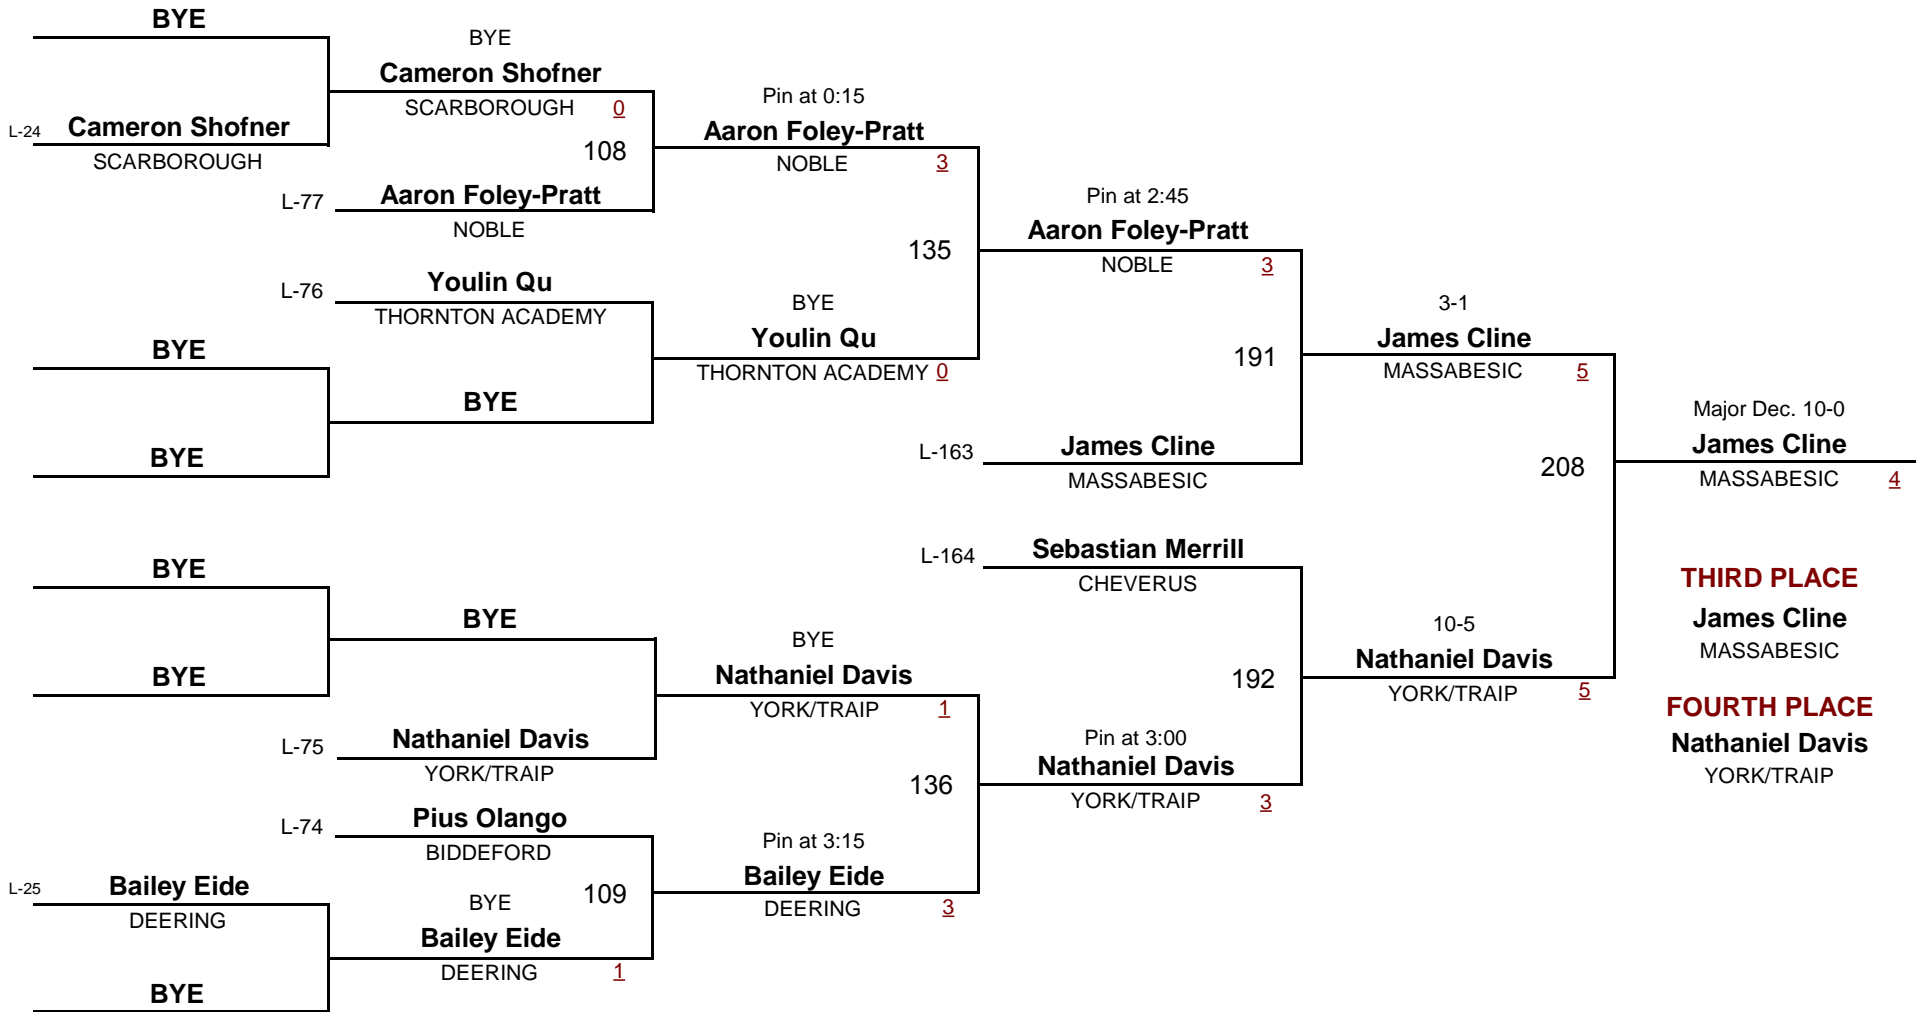 BYE
L-24 Cameron Shofner
SCARBOROUGH
BYE
BYE
BYE
BYE
L-25 Bailey Eide
DEERING
BYE
BYE
Cameron Shofner
SCARBOROUGH 0
108
L-77 Aaron Foley-Pratt
NOBLE
L-76 Youlin Qu
THORNTON ACADEMY
BYE
BYE
L-75 Nathaniel Davis
YORK/TRAIP
L-74 Pius Olango
BIDDEFORD
109
BYE
Bailey Eide
DEERING 1
Pin at 0:15
Aaron Foley-Pratt
NOBLE 3
135
BYE
Youlin Qu
THORNTON ACADEMY 0
BYE
Nathaniel Davis
YORK/TRAIP 1
136
Pin at 3:15
Bailey Eide
DEERING 3
Pin at 2:45
Aaron Foley-Pratt
NOBLE 3
191
L-163 James Cline
MASSABESIC
L-164 Sebastian Merrill
CHEVERUS
192
Pin at 3:00
Nathaniel Davis
YORK/TRAIP 3
3-1
James Cline
MASSABESIC 5
208
10-5
Nathaniel Davis
YORK/TRAIP 5
Major Dec. 10-0
James Cline
MASSABESIC 4
THIRD PLACE
James Cline
MASSABESIC
FOURTH PLACE
Nathaniel Davis
YORK/TRAIP